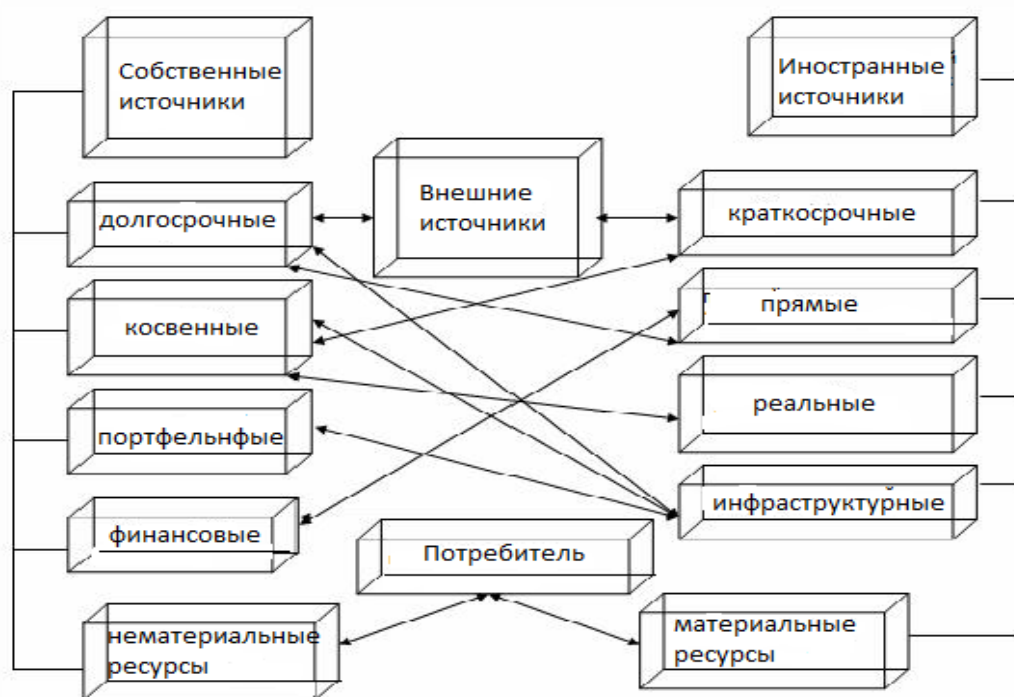 Собственные
источники
Иностранные
источники
Внешние
источники
долгосрочные
краткосрочные
косвенные
прямые
портфельнфые
реальные
финансовые
инфраструктурные
Потребитель
нематериальные
ресурсы
материальные
ресурсы